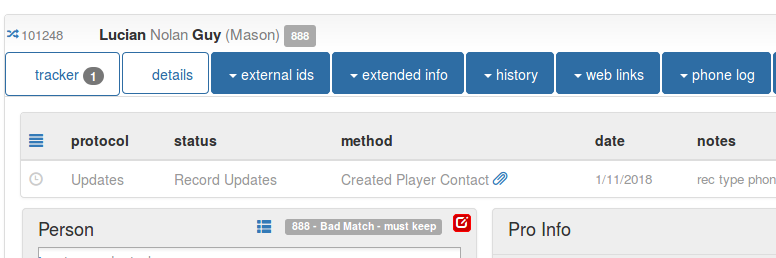 101248 Lucian Nolan Guy (Mason) 888
tracker 1 details external ids extended info history web links phone log
protocol status method date notes
Updates Record Updates Created Player Contact 1/11/2018 rec type phon
Person 888 - Bad Match - must keep Pro Info